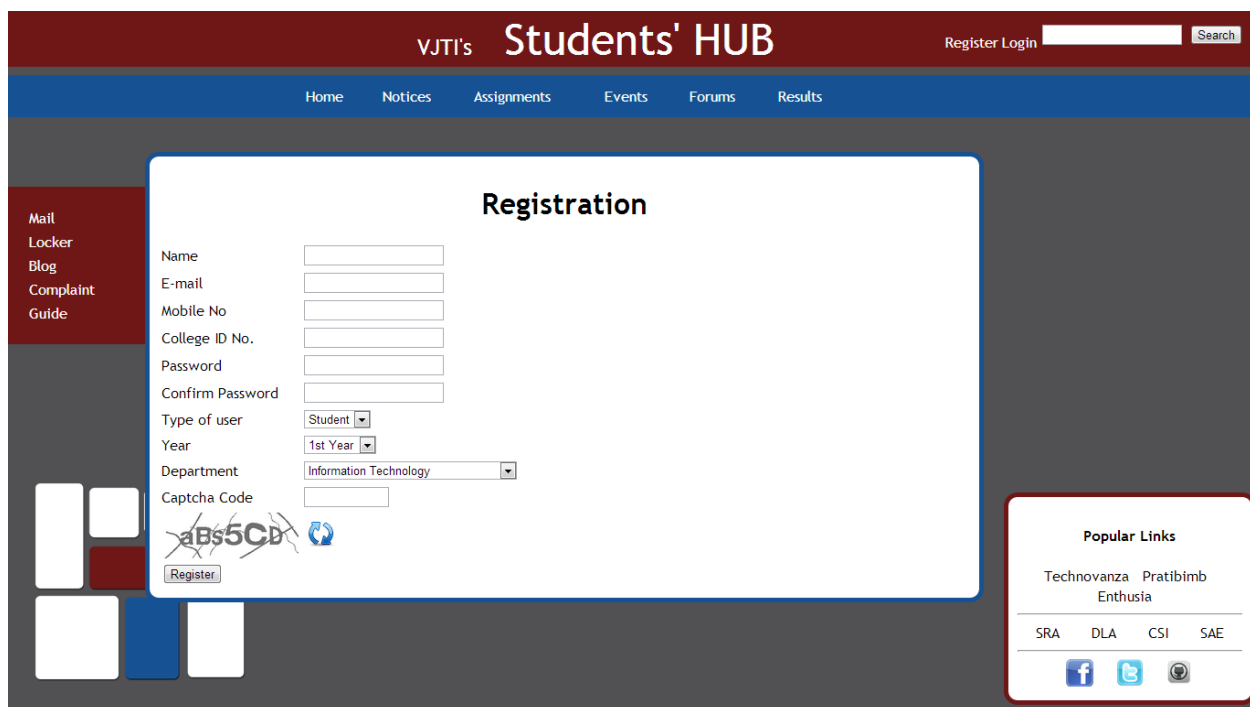 VJTI's Students' HUB
Register Login Search
Home Notices Assignments Events Forums Results
Mail
Locker
Blog
Complaint
Guide
Registration
Name
E-mail
Mobile No
College ID No.
Password
Confirm Password
Type of user Student
Year 1st Year
Department Information Technology
Captcha Code
aBs5CD
Register
Popular Links
Technovanza Pratibimb
Enthusia
SRA DLA CSI SAE